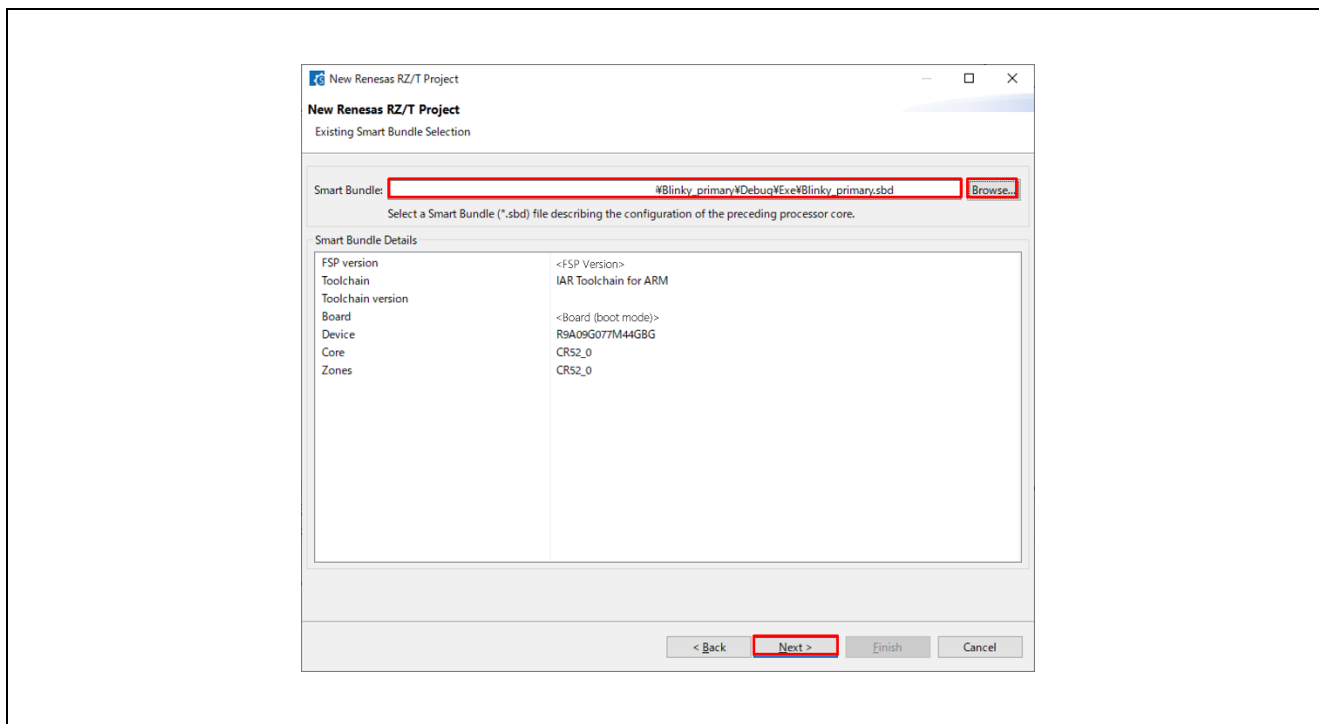 New Renesas RZ/T Project
New Renesas RZ/T Project
Existing Smart Bundle Selection
Smart Bundle: ¥Blinky_primary¥Debug¥Exe¥Blinky_primary.sbd Browse...
Select a Smart Bundle (*.sbd) file describing the configuration of the preceding processor core.
Smart Bundle Details
FSP version <FSP Version>
Toolchain IAR Toolchain for ARM
Toolchain version
Board <Board (boot mode)>
Device R9A09G077M44GBG
Core CR52_0
Zones CR52_0
< Back Next > Finish Cancel